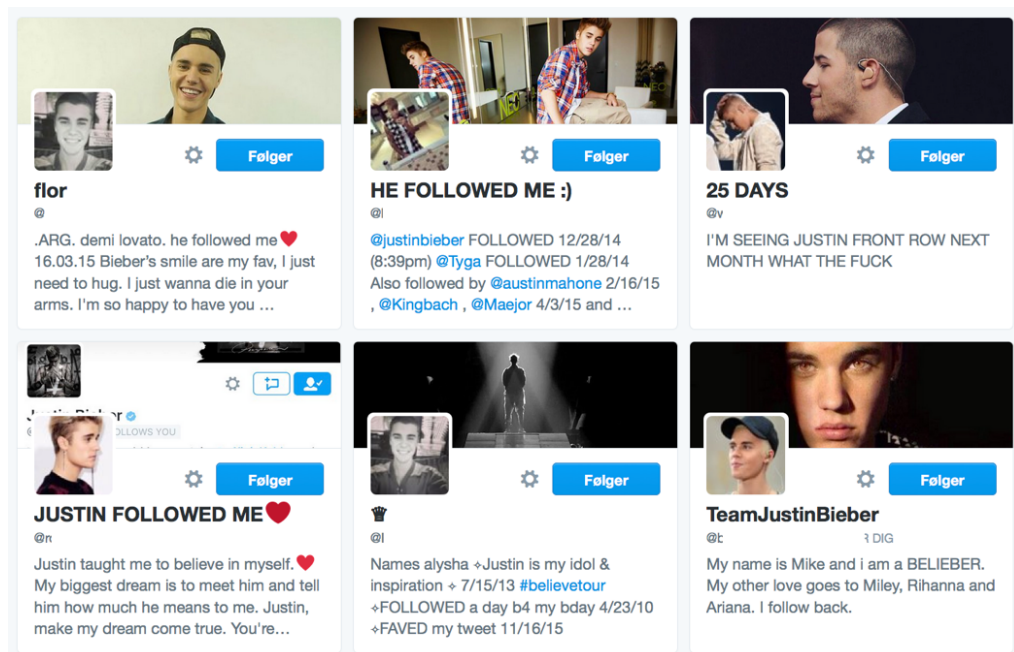 NEO
NEO
Følger
Følger
Følger
flor
HE FOLLOWED ME :)
25 DAYS
@
@
@
.ARG. demi lovato. he followed me❤
16.03.15 Bieber's smile are my fav, I just
need to hug. I just wanna die in your
arms. I'm so happy to have you …
@justinbieber FOLLOWED 12/28/14
(8:39pm) @Tyga FOLLOWED 1/28/14
Also followed by @austinmahone 2/16/15
, @Kingbach , @Maejor 4/3/15 and …
I'M SEEING JUSTIN FRONT ROW NEXT
MONTH WHAT THE FUCK
OLLOWS YOU
Følger
Følger
Følger
JUSTIN FOLLOWED ME❤
♛
TeamJustinBieber
@
@
@
DIG
Justin taught me to believe in myself.❤
My biggest dream is to meet him and tell
him how much he means to me. Justin,
make my dream come true. You're…
Names alysha ✧Justin is my idol &
inspiration ✧ 7/15/13 #believetour
✧FOLLOWED a day b4 my bday 4/23/10
✧FAVED my tweet 11/16/15
My name is Mike and i am a BELIEBER.
My other love goes to Miley, Rihanna and
Ariana. I follow back.